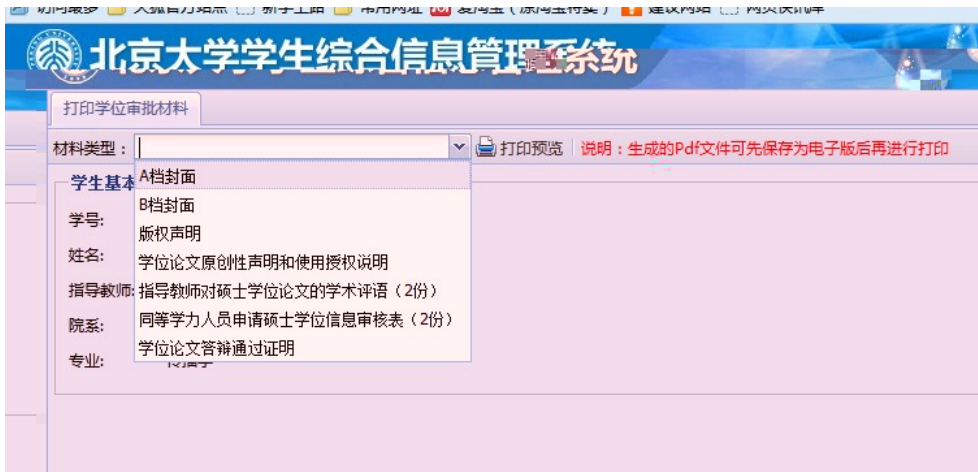 北京大学学生综合信息管理系统
打印学位审批材料
材料类型： 打印预览 说明：生成的Pdf文件可先保存为电子版后再进行打印
学生基本
A档封面
B档封面
学号:
版权声明
姓名:
学位论文原创性声明和使用授权说明
指导教师: 指导教师对硕士学位论文的学术评语（2份）
院系: 同等学力人员申请硕士学位信息审核表（2份）
学位论文答辩通过证明
专业: 传播学